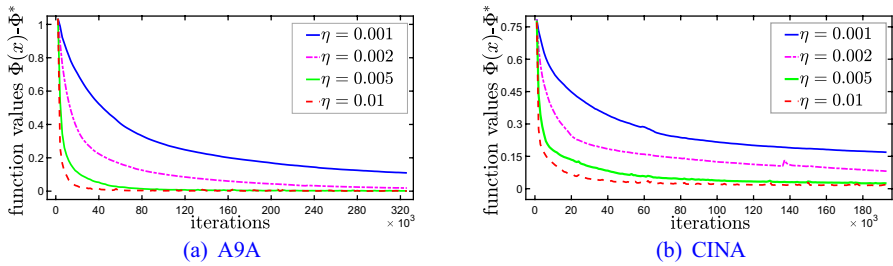 function values Φ(x)-Φ*
1
0.8
0.6
0.4
0.2
0
η = 0.001
η = 0.002
η = 0.005
η = 0.01
0 40 80 120 160 200 240 280 320
iterations × 10³
(a) A9A
function values Φ(x)-Φ*
0.75
0.6
0.45
0.3
0.15
0
η = 0.001
η = 0.002
η = 0.005
η = 0.01
0 20 40 60 80 100 120 140 160 180
iterations × 10³
(b) CINA